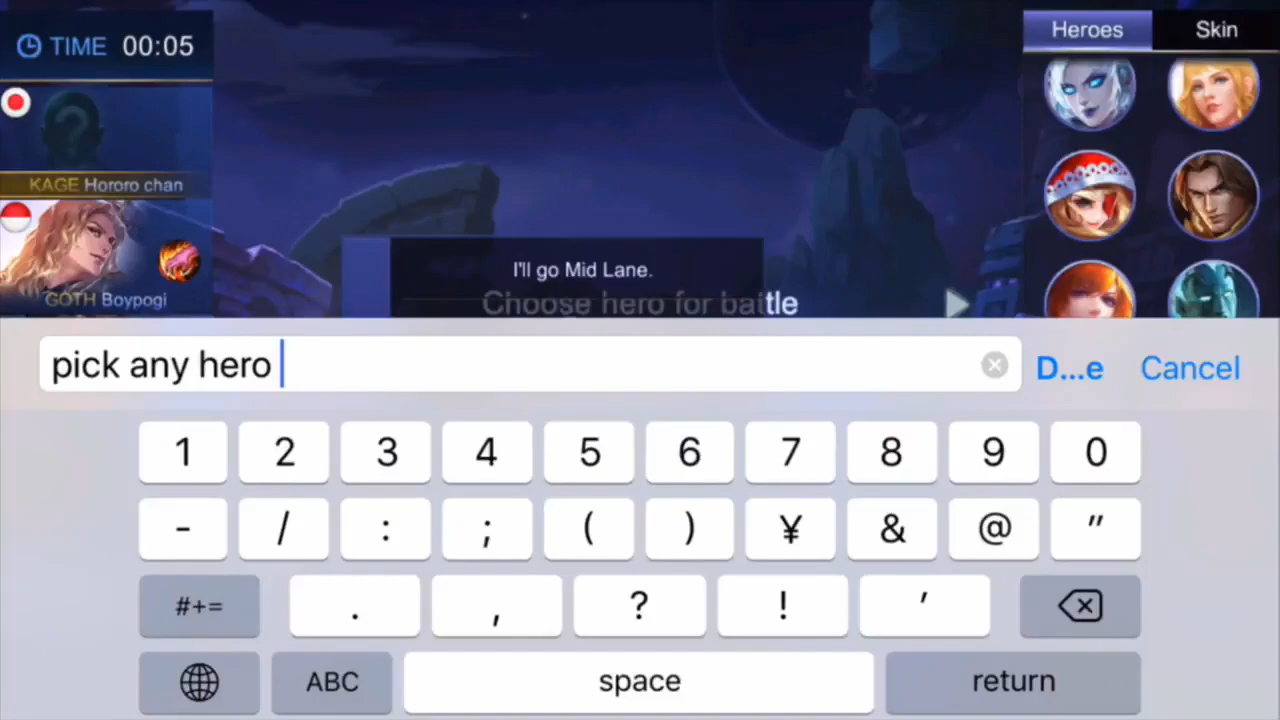 TIME 00:05
Heroes
Skin
KAGE Hororo chan
GOTH Boypogi
I'll go Mid Lane.
Choose hero for battle
pick any hero
D...e
Cancel
1 2 3 4 5 6 7 8 9 0
- / : ; ( ) ¥ & @ "
#+= . , ? ! '
ABC space return